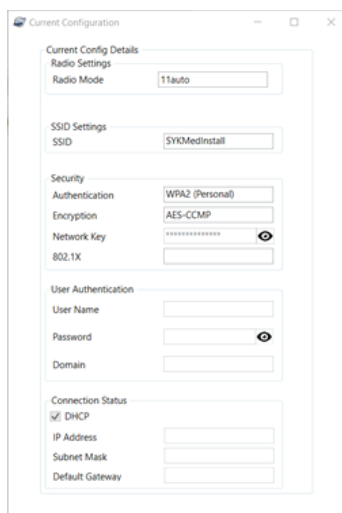 Current Configuration
Current Config Details
Radio Settings
Radio Mode 11auto
SSID Settings
SSID SYKMedInstall
Security
Authentication WPA2 (Personal)
Encryption AES-CCMP
Network Key **************
802.1X
User Authentication
User Name
Password
Domain
Connection Status
DHCP
IP Address
Subnet Mask
Default Gateway